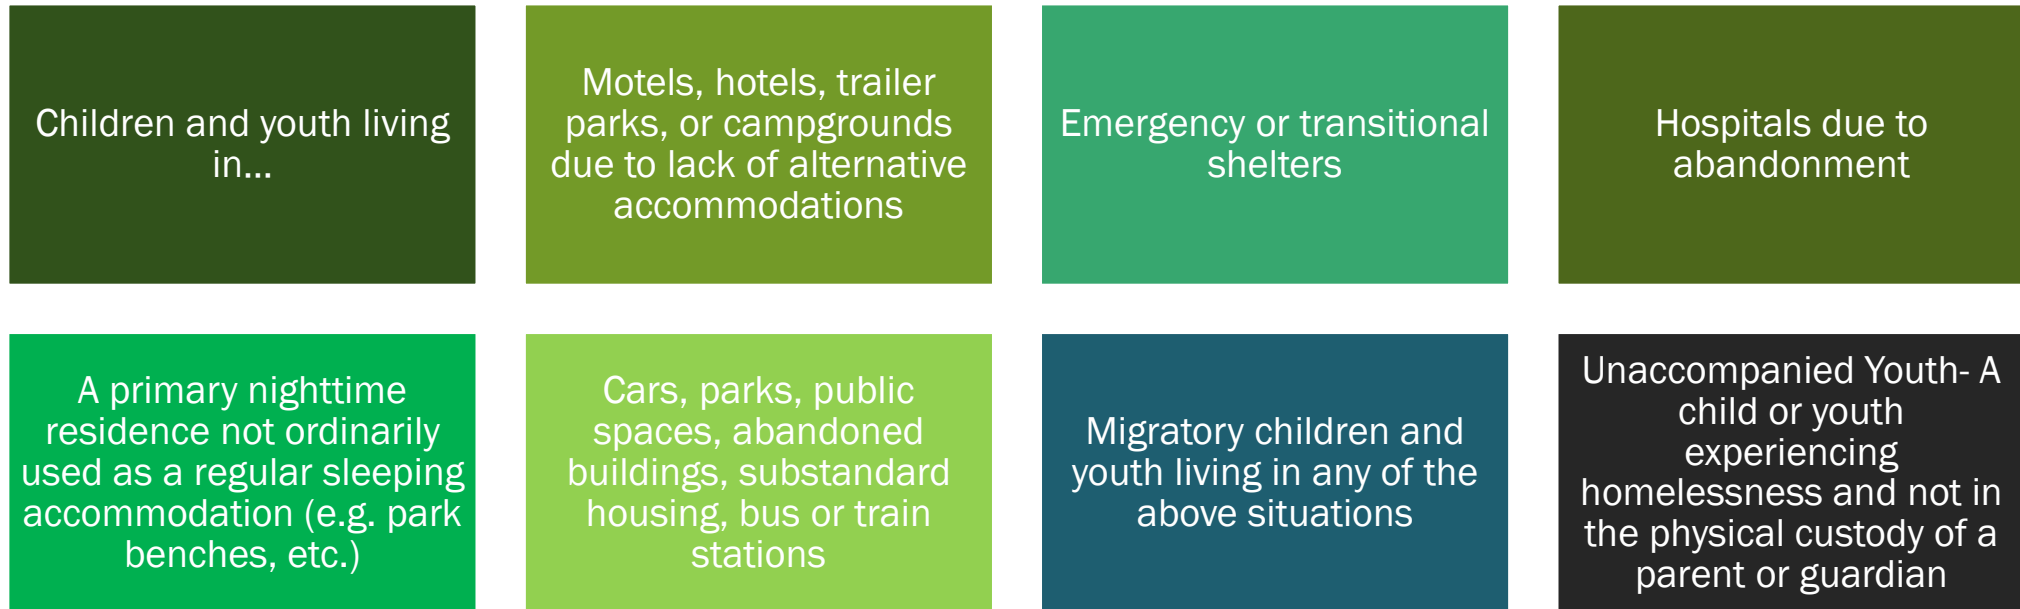 Children and youth living
in...
Motels, hotels, trailer
parks, or campgrounds
due to lack of alternative
accommodations
Emergency or transitional
shelters
Hospitals due to
abandonment
A primary nighttime
residence not ordinarily
used as a regular sleeping
accommodation (e.g. park
benches, etc.)
Cars, parks, public
spaces, abandoned
buildings, substandard
housing, bus or train
stations
Migratory children and
youth living in any of the
above situations
Unaccompanied Youth- A
child or youth
experiencing
homelessness and not in
the physical custody of a
parent or guardian